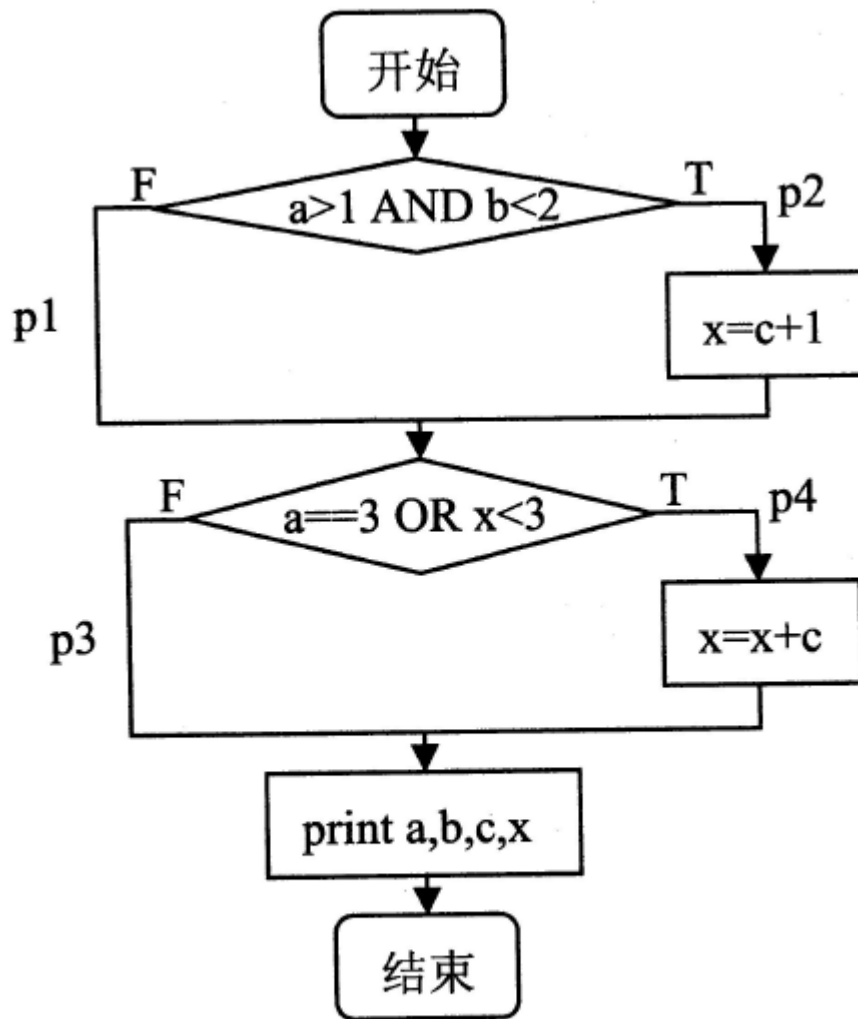 开始
F
a>1 AND b<2
T
p2
p1
x=c+1
F
a==3 OR x<3
T
p4
p3
x=x+c
print a,b,c,x
结束